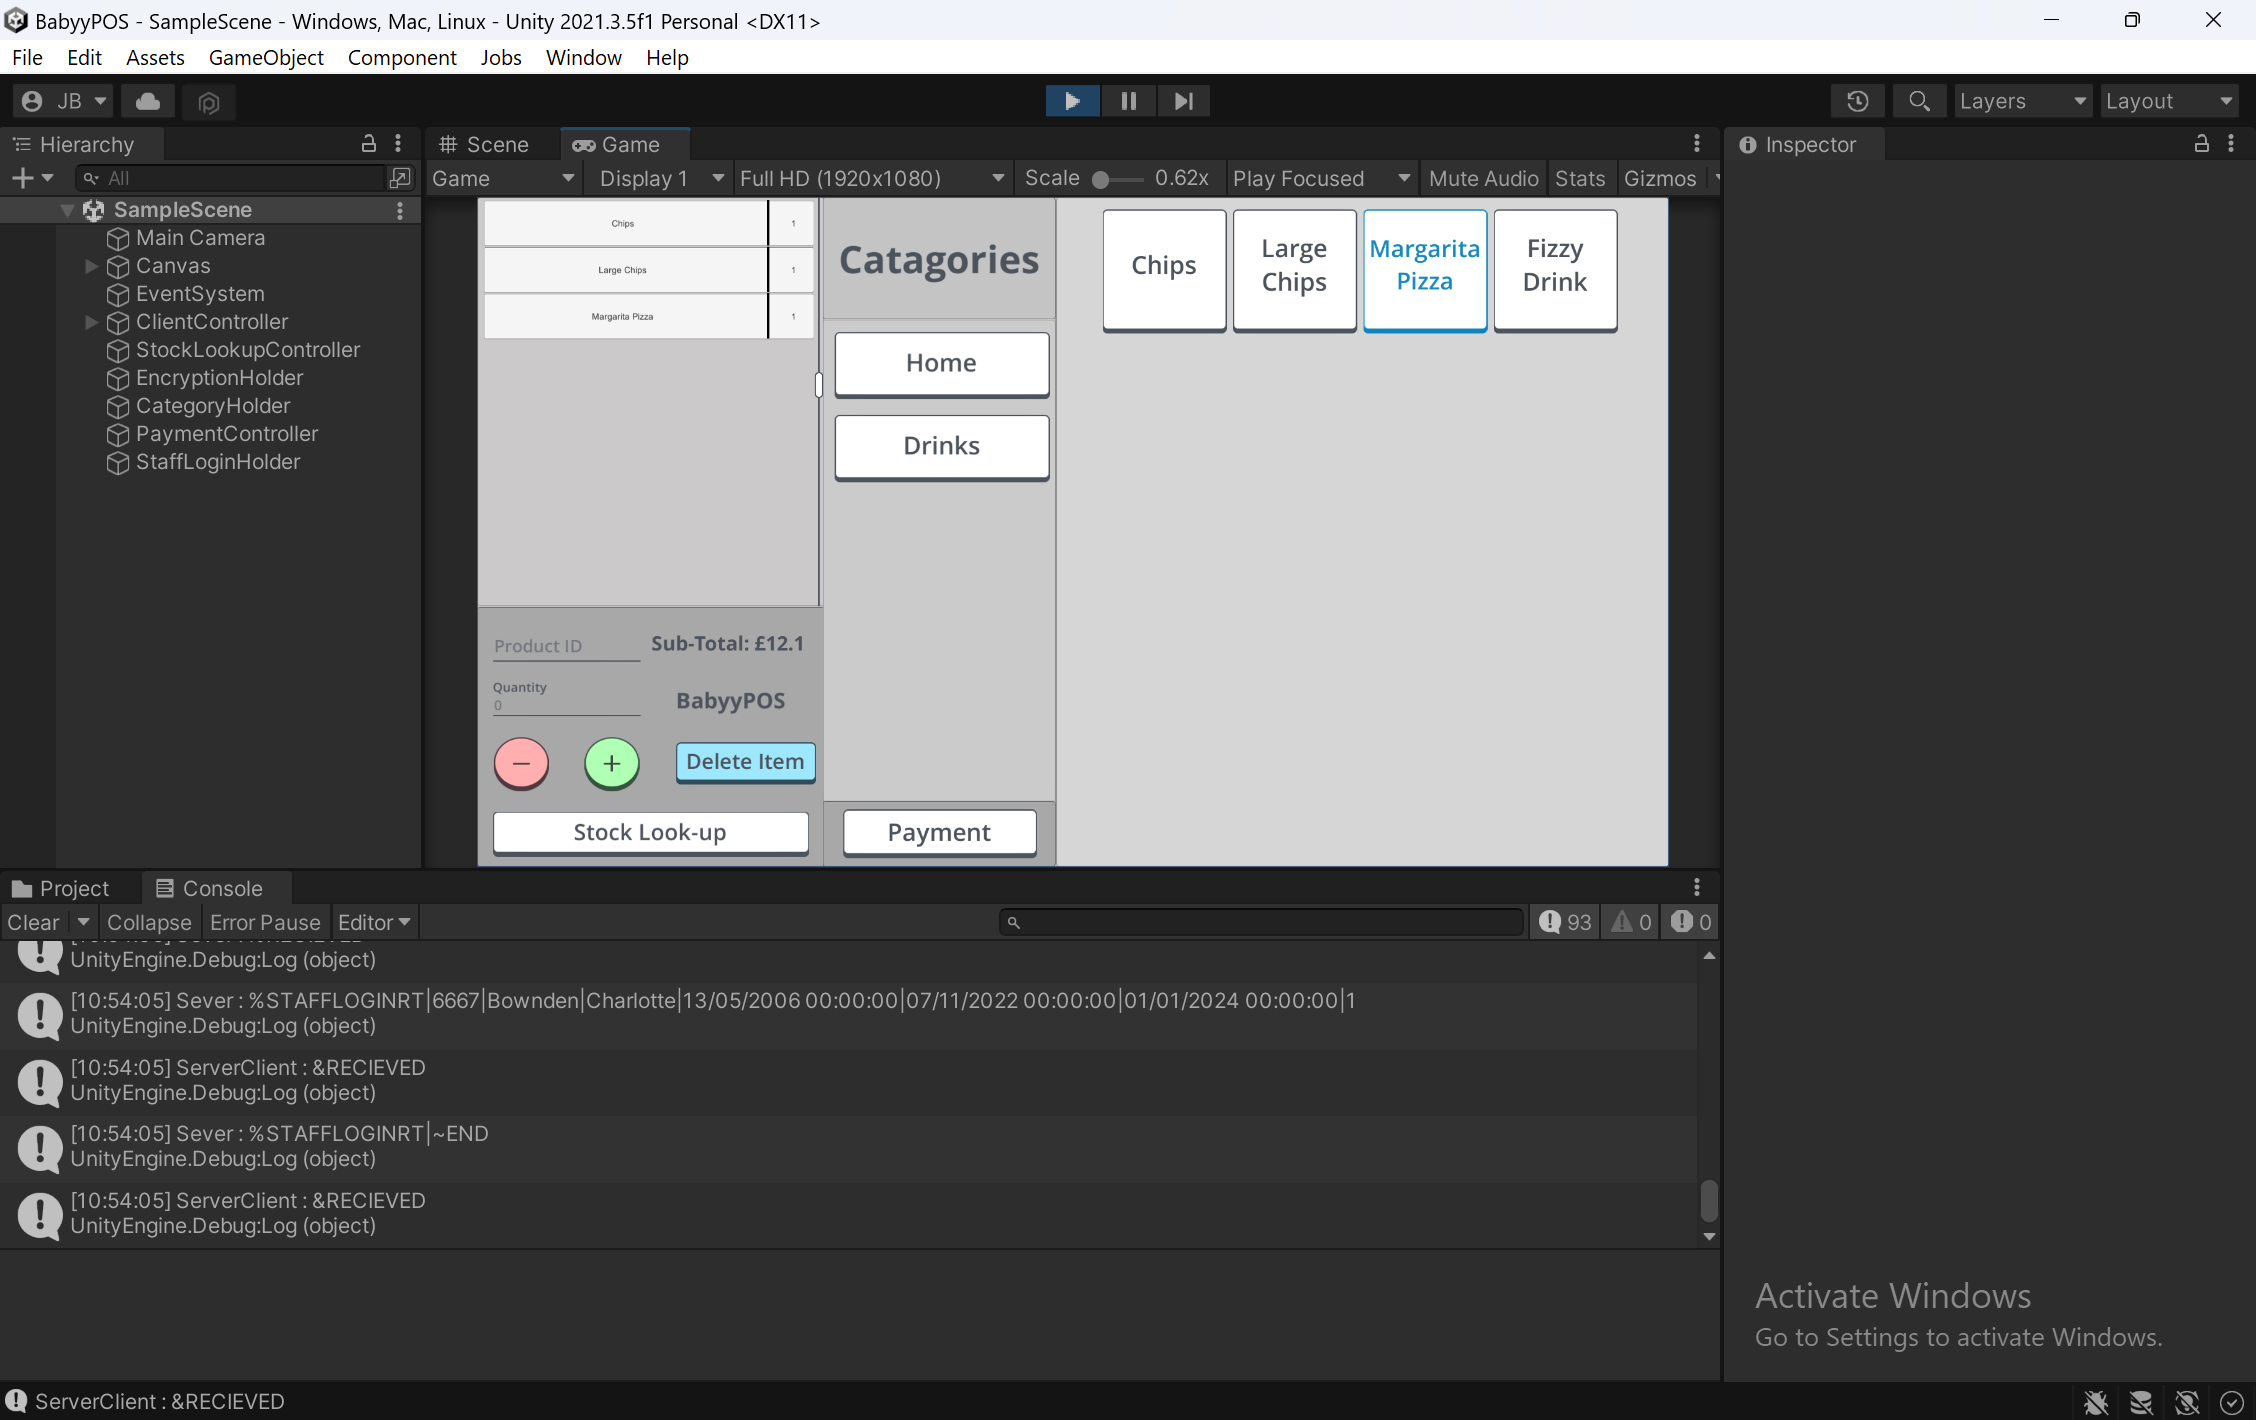 BabyyPOS - SampleScene - Windows, Mac, Linux - Unity 2021.3.5f1 Personal <DX11>
File Edit Assets GameObject Component Jobs Window Help
JB Layers Layout
Hierarchy
All
SampleScene
Main Camera
Canvas
EventSystem
ClientController
StockLookupController
EncryptionHolder
CategoryHolder
PaymentController
StaffLoginHolder
Scene Game
Game Display 1 Full HD (1920x1080) Scale 0.62x Play Focused Mute Audio Stats Gizmos
Chips 1
Large Chips 1
Margarita Pizza 1
Product ID
Sub-Total: £12.1
Quantity
0
BabyyPOS
Delete Item
Stock Look-up
Catagories
Home
Drinks
Payment
Chips
Large
Chips
Margarita
Pizza
Fizzy
Drink
Inspector
Project Console
Clear Collapse Error Pause Editor 93 0 0
UnityEngine.Debug:Log (object)
[10:54:05] Sever : %STAFFLOGINRT|6667|Bownden|Charlotte|13/05/2006 00:00:00|07/11/2022 00:00:00|01/01/2024 00:00:00|1
UnityEngine.Debug:Log (object)
[10:54:05] ServerClient : &RECIEVED
UnityEngine.Debug:Log (object)
[10:54:05] Sever : %STAFFLOGINRT|~END
UnityEngine.Debug:Log (object)
[10:54:05] ServerClient : &RECIEVED
UnityEngine.Debug:Log (object)
Activate Windows
Go to Settings to activate Windows.
ServerClient : &RECIEVED